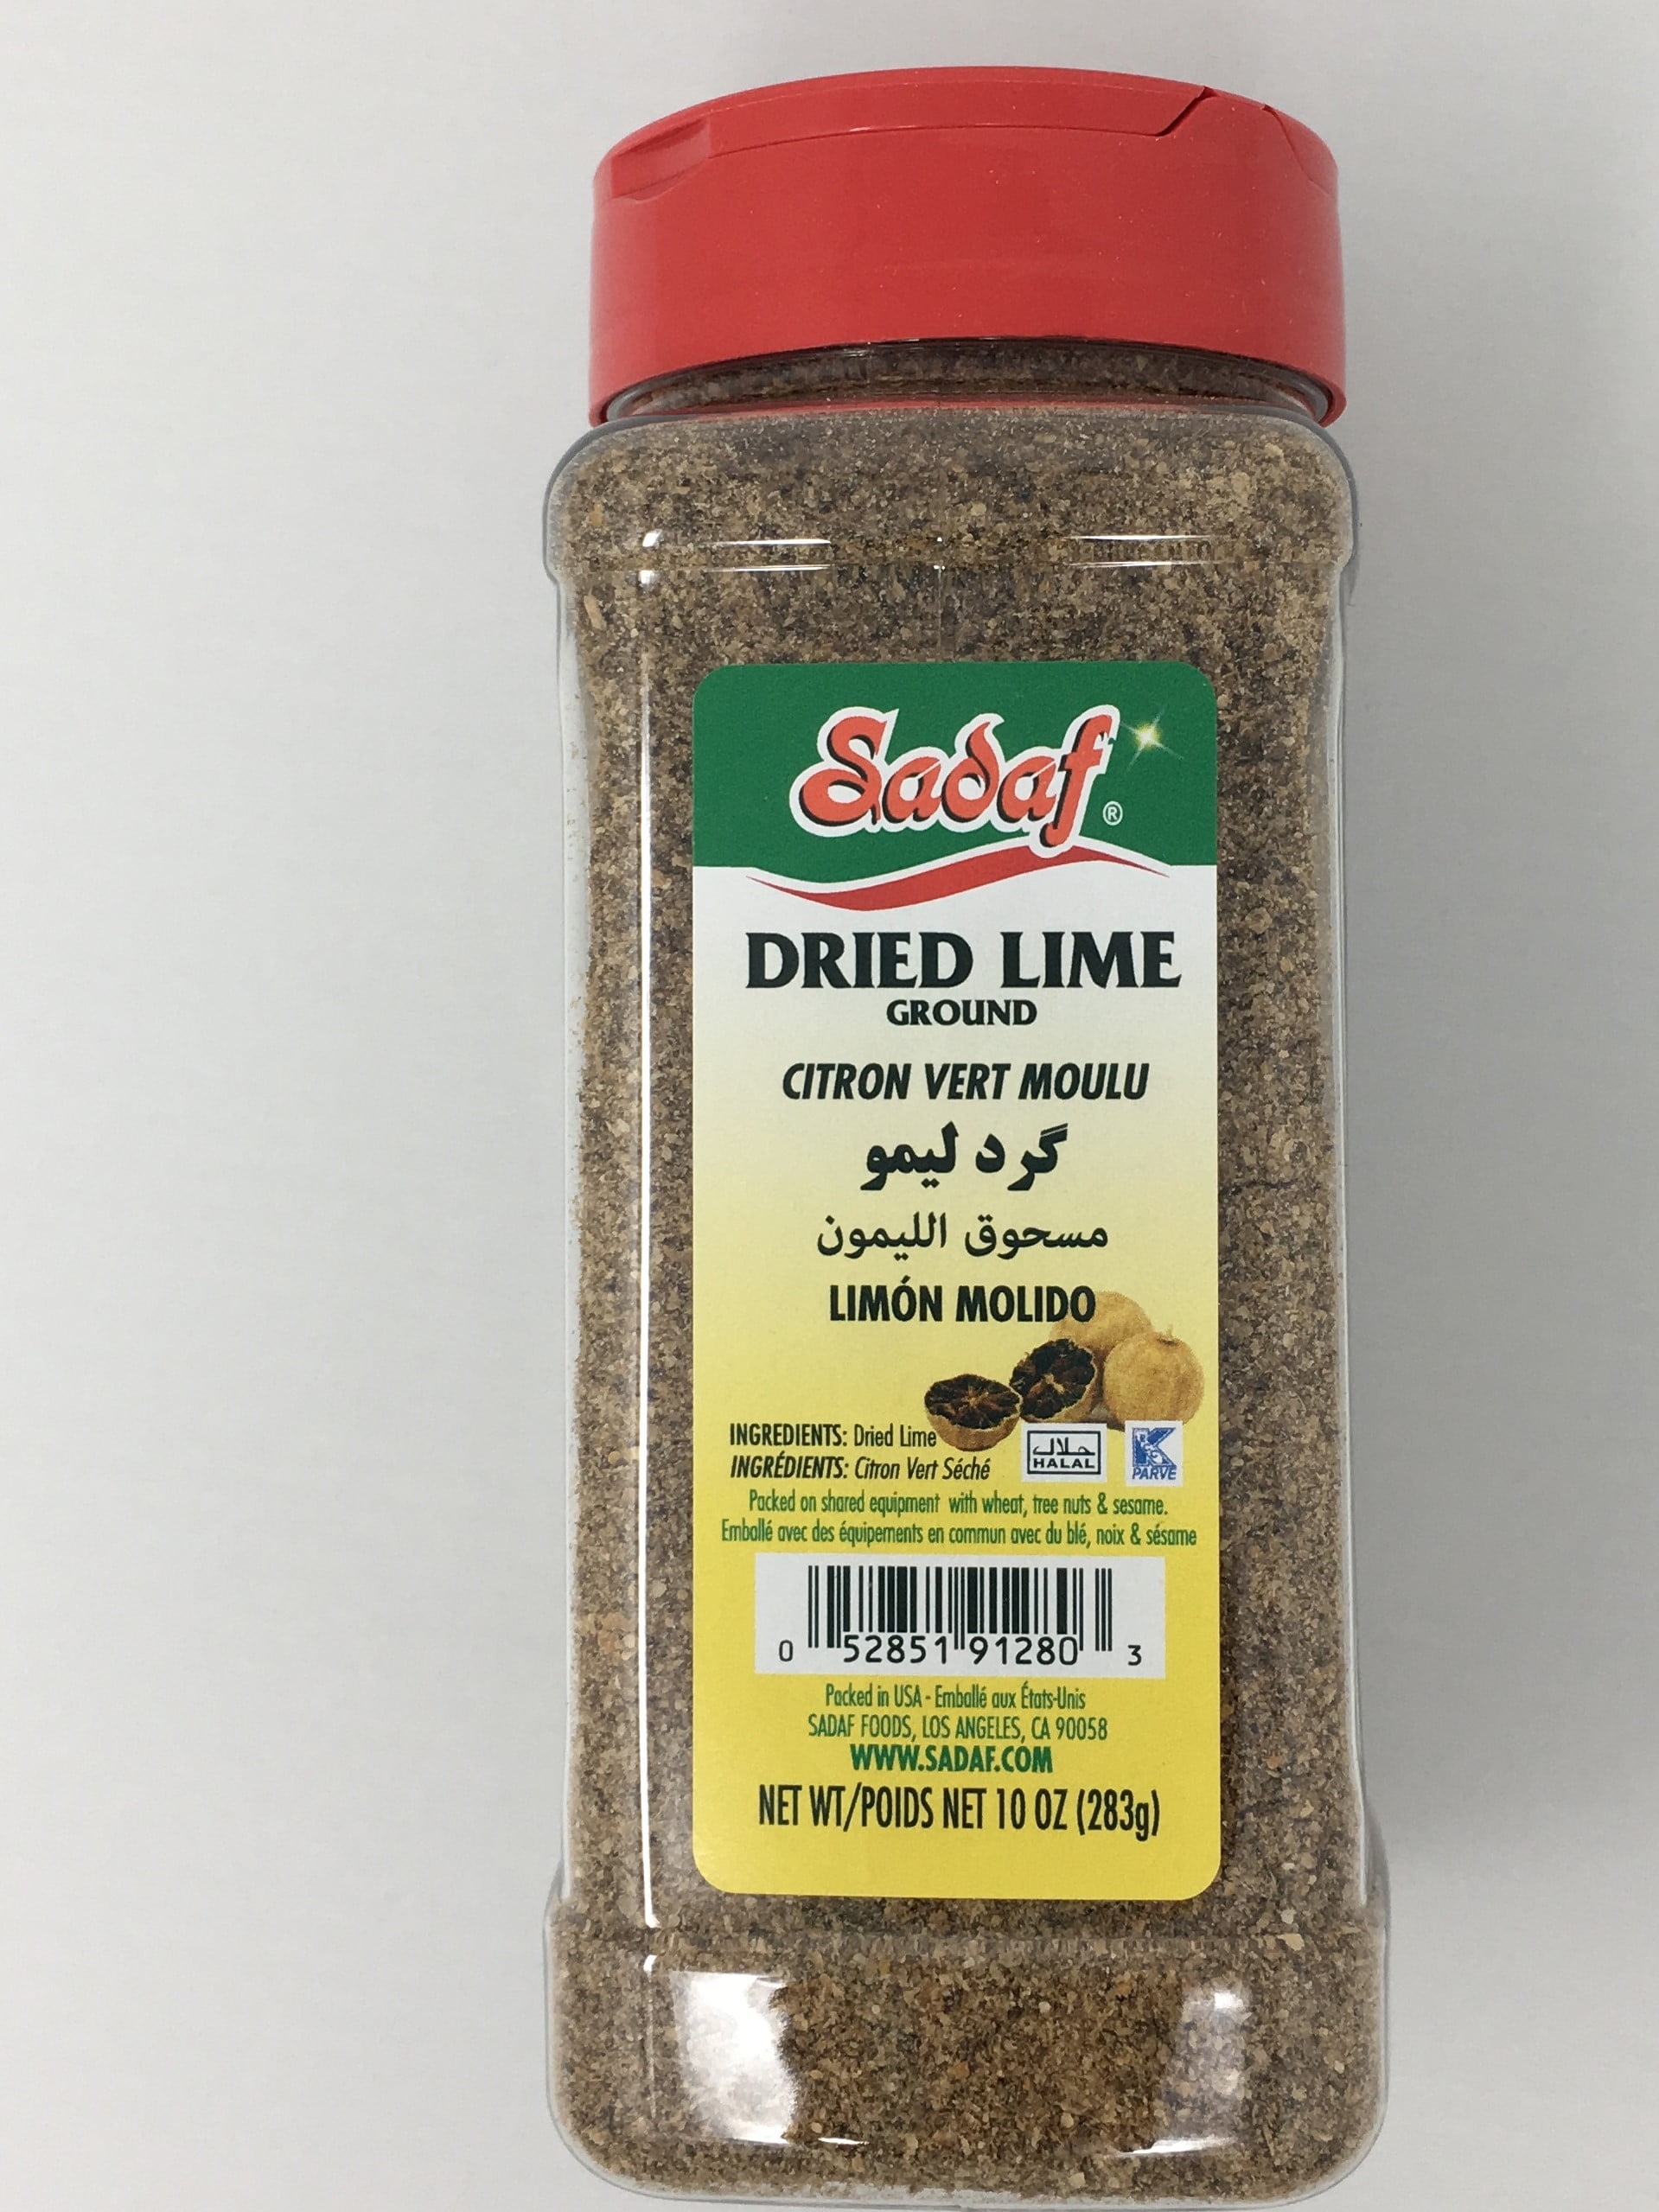 Sadaf®
DRIED LIME
GROUND
CITRON VERT MOULU
گرد لیمو
مسحوق الليمون
LIMÓN MOLIDO
INGREDIENTS: Dried Lime
INGRÉDIENTS: Citron Vert Séché
حلال
HALAL
K
PARVE
Packed on shared equipment with wheat, tree nuts & sesame.
Emballé avec des équipements en commun avec du blé, noix & sésame
0 52851 91280 3
Packed in USA - Emballé aux États-Unis
SADAF FOODS, LOS ANGELES, CA 90058
WWW.SADAF.COM
NET WT/POIDS NET 10 OZ (283g)